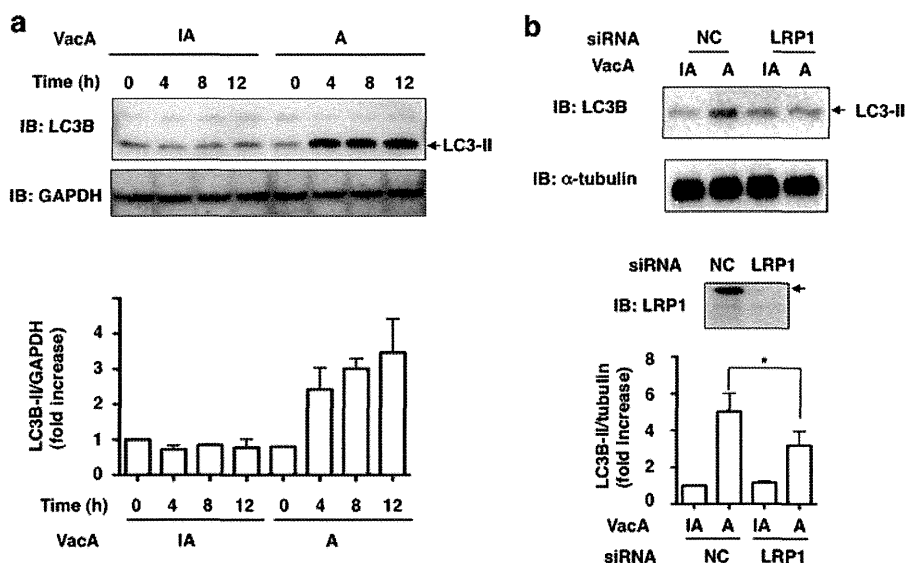 a
VacA IA A
Time (h) 0 4 8 12 0 4 8 12
IB: LC3B
LC3-II
IB: GAPDH
LC3B-II/GAPDH
(fold increase)
4
3
2
1
0
Time (h) 0 4 8 12 0 4 8 12
VacA IA A
b
siRNA NC LRP1
VacA IA A IA A
IB: LC3B
LC3-II
IB: α-tubulin
siRNA NC LRP1
IB: LRP1
LC3B-II/tubulin
(fold increase)
8
6
4
2
0
*
VacA IA A IA A
siRNA NC LRP1